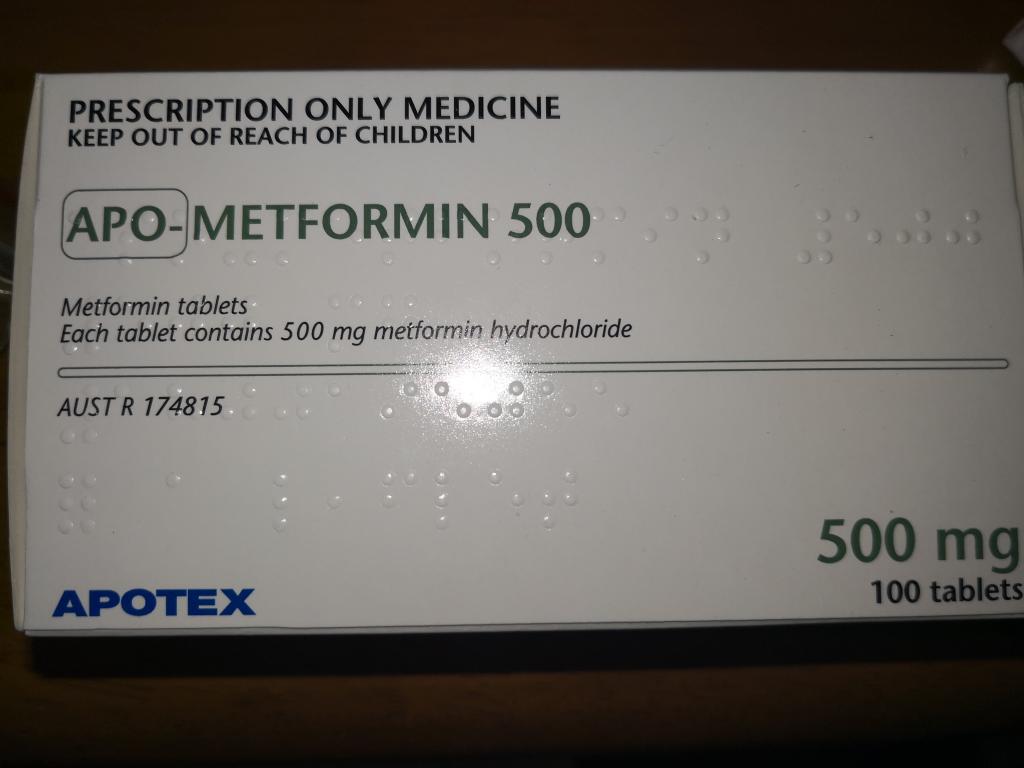 PRESCRIPTION ONLY MEDICINE
KEEP OUT OF REACH OF CHILDREN
APO-METFORMIN 500
Metformin tablets
Each tablet contains 500 mg metformin hydrochloride
AUST R 174815
500 mg
100 tablets
APOTEX